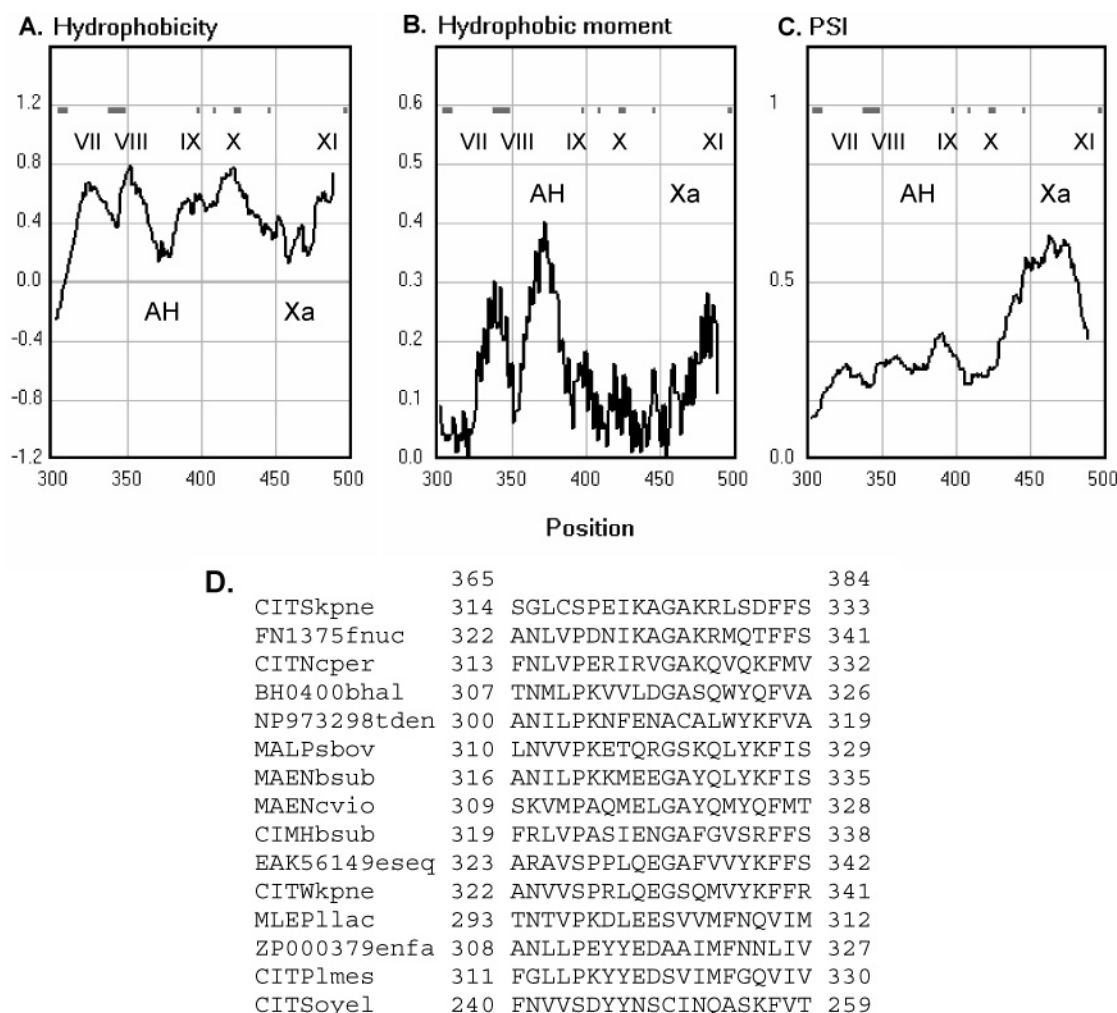 A. Hydrophobicity
B. Hydrophobic moment
C. PSI
1.2
0.8
0.4
0.0
-0.4
-0.8
-1.2
VII VIII IX X XI
AH Xa
300 350 400 450 500
0.6
0.5
0.4
0.3
0.2
0.1
0.0
VII VIII IX X XI
AH Xa
300 350 400 450 500
1
0.5
0.0
VII VIII IX X XI
AH Xa
300 350 400 450 500
Position
D. 365 384
CITSkpne 314 SGLCSPEIKAGAKRLSDFFS 333
FN1375fnuc 322 ANLVPDNIKAGAKRMQTFFS 341
CITNcper 313 FNLVPERIRVGAKQVQKFMV 332
BH0400bhal 307 TNMLPKVVLDGASQWYQFVA 326
NP973298tden 300 ANILPKNFENACALWYKFVA 319
MALPsbov 310 LNVVPKETQRGSKQLYKFIS 329
MAENbsub 316 ANILPKKMEEGAYQLYKFIS 335
MAENcvio 309 SKVMPAQMELGAYQMYQFMT 328
CIMHbsub 319 FRLVPASIENGAFGVSRFFS 338
EAK56149eseq 323 ARAVSPPLQEGAFVVYKFFS 342
CITWkpne 322 ANVVSPRLQEGSQMVYKFFR 341
MLEPllac 293 TNTVPKDLEESVVMFNQVIM 312
ZP000379enfa 308 ANLLPEYYEDAAIMFNNLIV 327
CITPlmes 311 FGLLPKYYEDSVIMFGQVIV 330
CITSoyel 240 FNVVSDYYNSCINQASKFVT 259